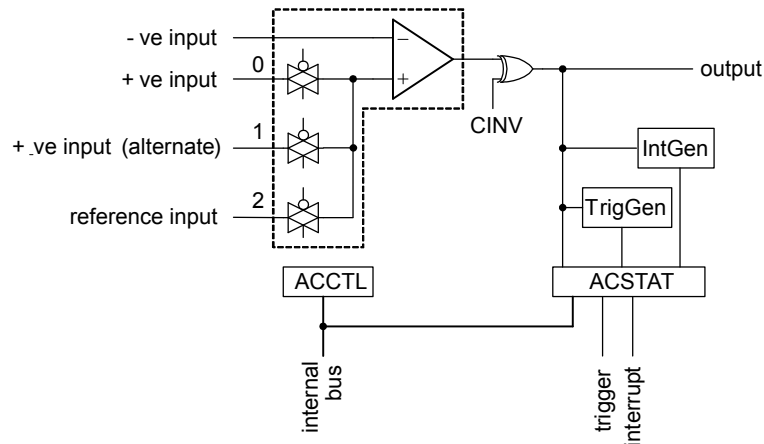 - ve input
−
0
+ ve input
+
output
CINV
1
+ ve input (alternate)
IntGen
2
reference input
TrigGen
ACCTL
ACSTAT
internal
bus
trigger
interrupt